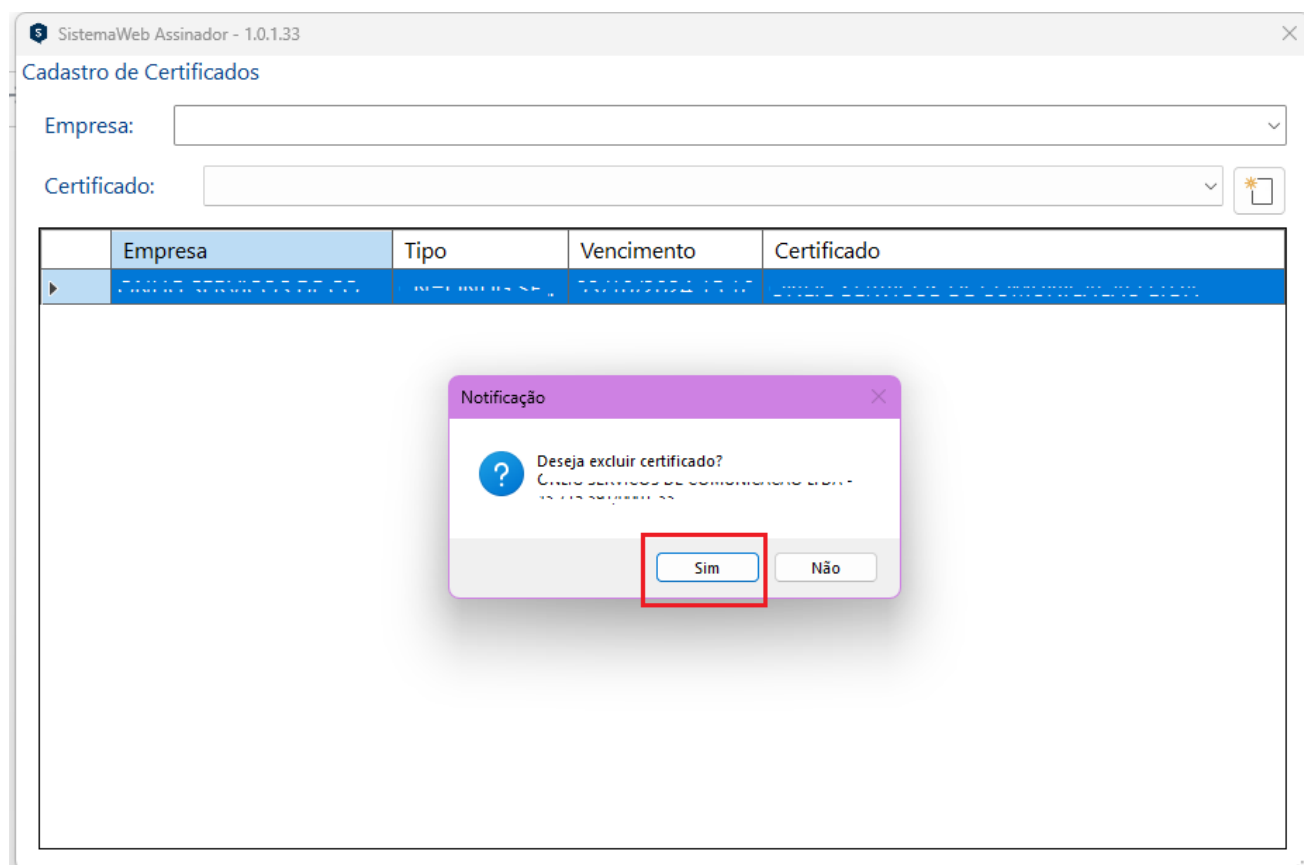 SistemaWeb Assinador - 1.0.1.33
Cadastro de Certificados
Empresa:
Certificado:
Empresa Tipo Vencimento Certificado
Notificação
Deseja excluir certificado?
DE
Sim Não